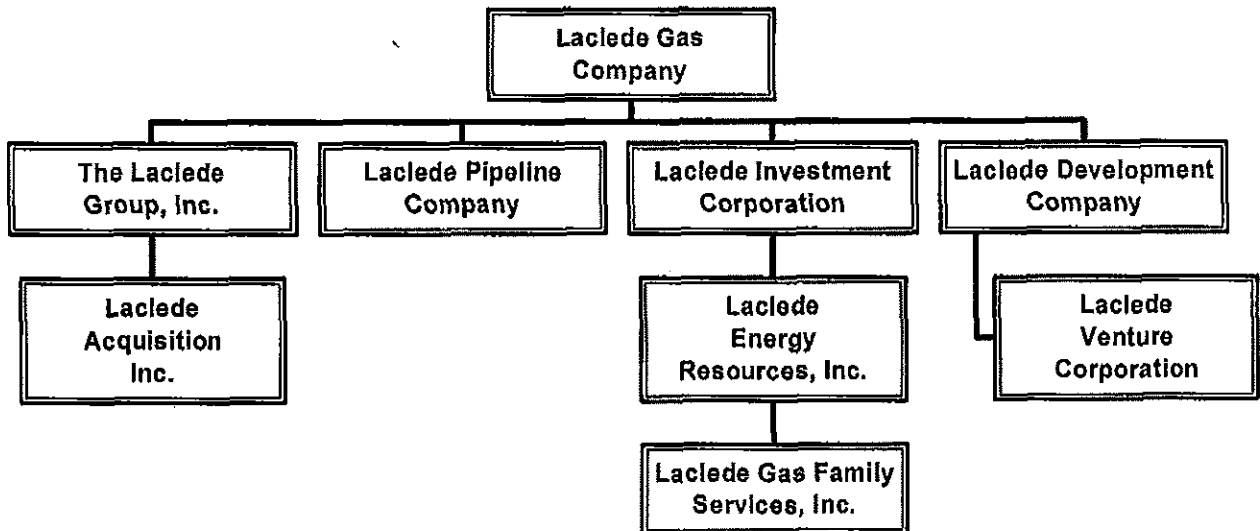 Laclede Gas
Company
The Laclede
Group, Inc.
Laclede Pipeline
Company
Laclede Investment
Corporation
Laclede Development
Company
Laclede
Acquisition
Inc.
Laclede
Energy
Resources, Inc.
Laclede
Venture
Corporation
Laclede Gas Family
Services, Inc.